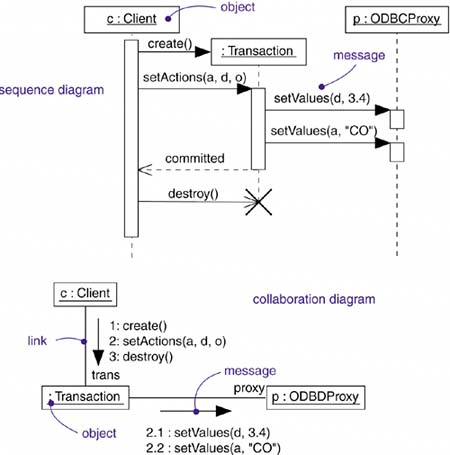 c : Client
object
p : ODBCProxy
create()
: Transaction
message
setActions(a, d, o)
sequence diagram
setValues(d, 3.4)
setValues(a, "CO")
committed
destroy()
c : Client
collaboration diagram
link
1: create()
2: setActions(a, d, o)
3: destroy()
trans
message
proxy
: Transaction
p : ODBDProxy
object
2.1 : setValues(d, 3.4)
2.2 : setValues(a, "CO")